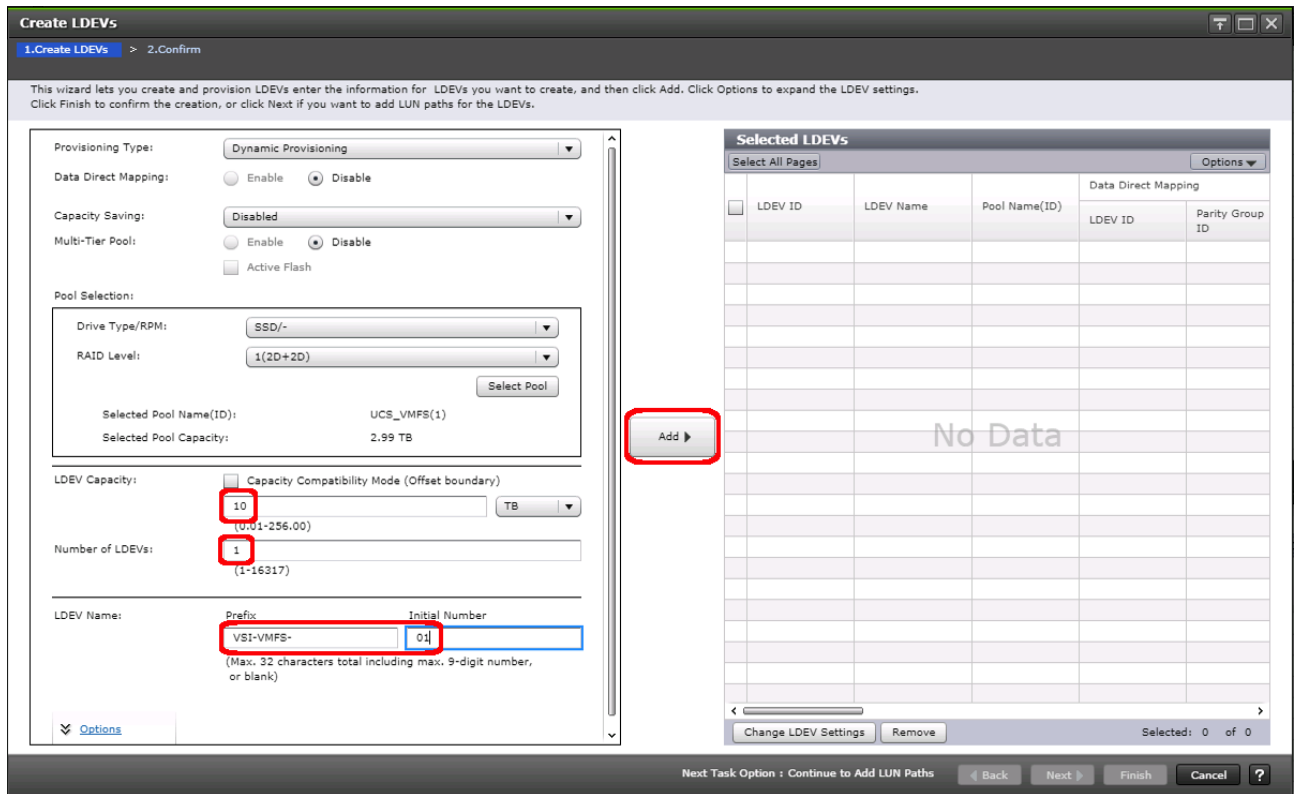 Create LDEVs
1.Create LDEVs > 2.Confirm
This wizard lets you create and provision LDEVs enter the information for LDEVs you want to create, and then click Add. Click Options to expand the LDEV settings.
Click Finish to confirm the creation, or click Next if you want to add LUN paths for the LDEVs.
Provisioning Type: Dynamic Provisioning
Data Direct Mapping: Enable Disable
Capacity Saving: Disabled
Multi-Tier Pool: Enable Disable
Active Flash
Pool Selection:
Drive Type/RPM: SSD/-
RAID Level: 1(2D+2D)
Select Pool
Selected Pool Name(ID): UCS_VMFS(1)
Selected Pool Capacity: 2.99 TB
LDEV Capacity: Capacity Compatibility Mode (Offset boundary)
10 TB
(0.01-256.00)
Number of LDEVs: 1
(1-16317)
LDEV Name: Prefix Initial Number
VSI-VMFS- 01
(Max. 32 characters total including max. 9-digit number,
or blank)
Options
Add
Selected LDEVs
Select All Pages Options
LDEV ID LDEV Name Pool Name(ID) Data Direct Mapping
LDEV ID Parity Group
ID
No Data
Change LDEV Settings Remove Selected: 0 of 0
Next Task Option : Continue to Add LUN Paths Back Next Finish Cancel ?